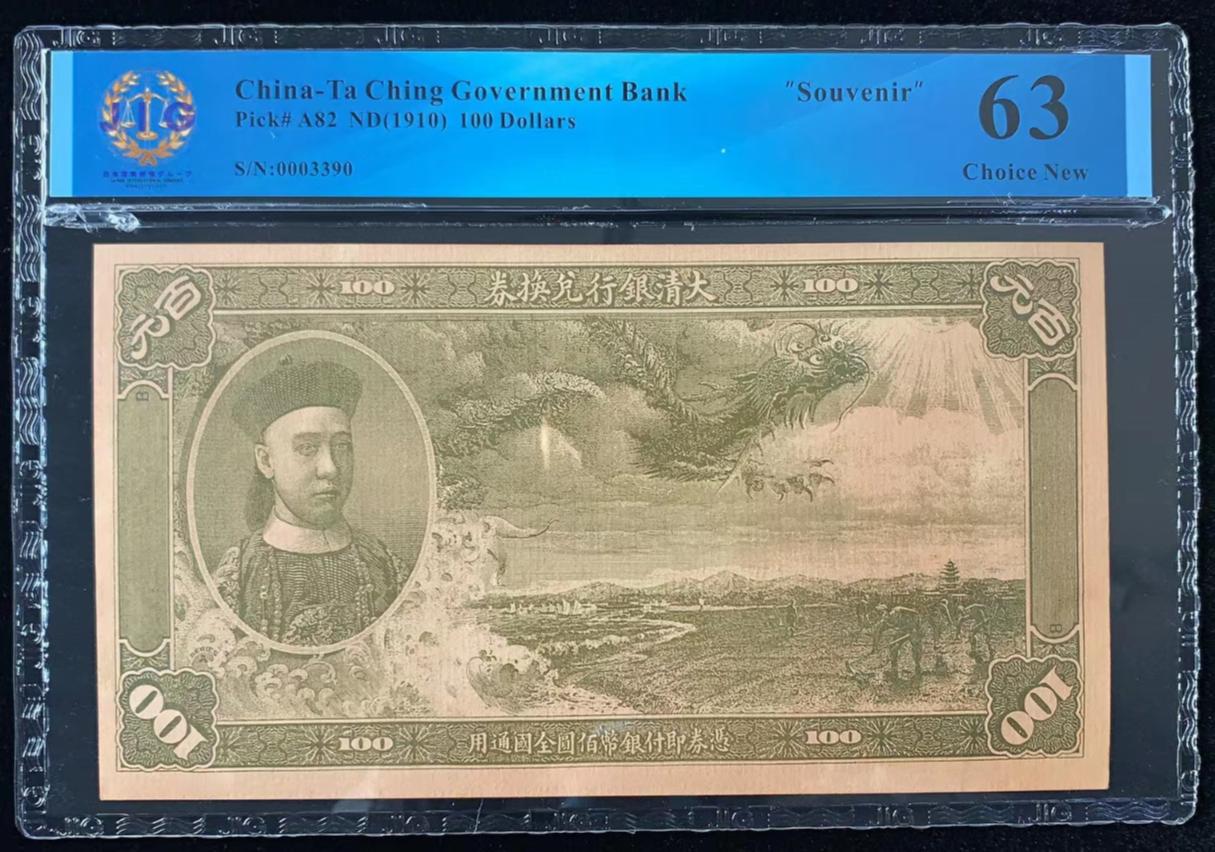 JTG
China-Ta Ching Government Bank
Pick# A82 ND(1910) 100 Dollars
S/N:0003390
"Souvenir"
63
Choice New
百元
100
券換兌行銀清大
100
元百
100
100
用通國全圓佰幣銀付即券憑
100
100